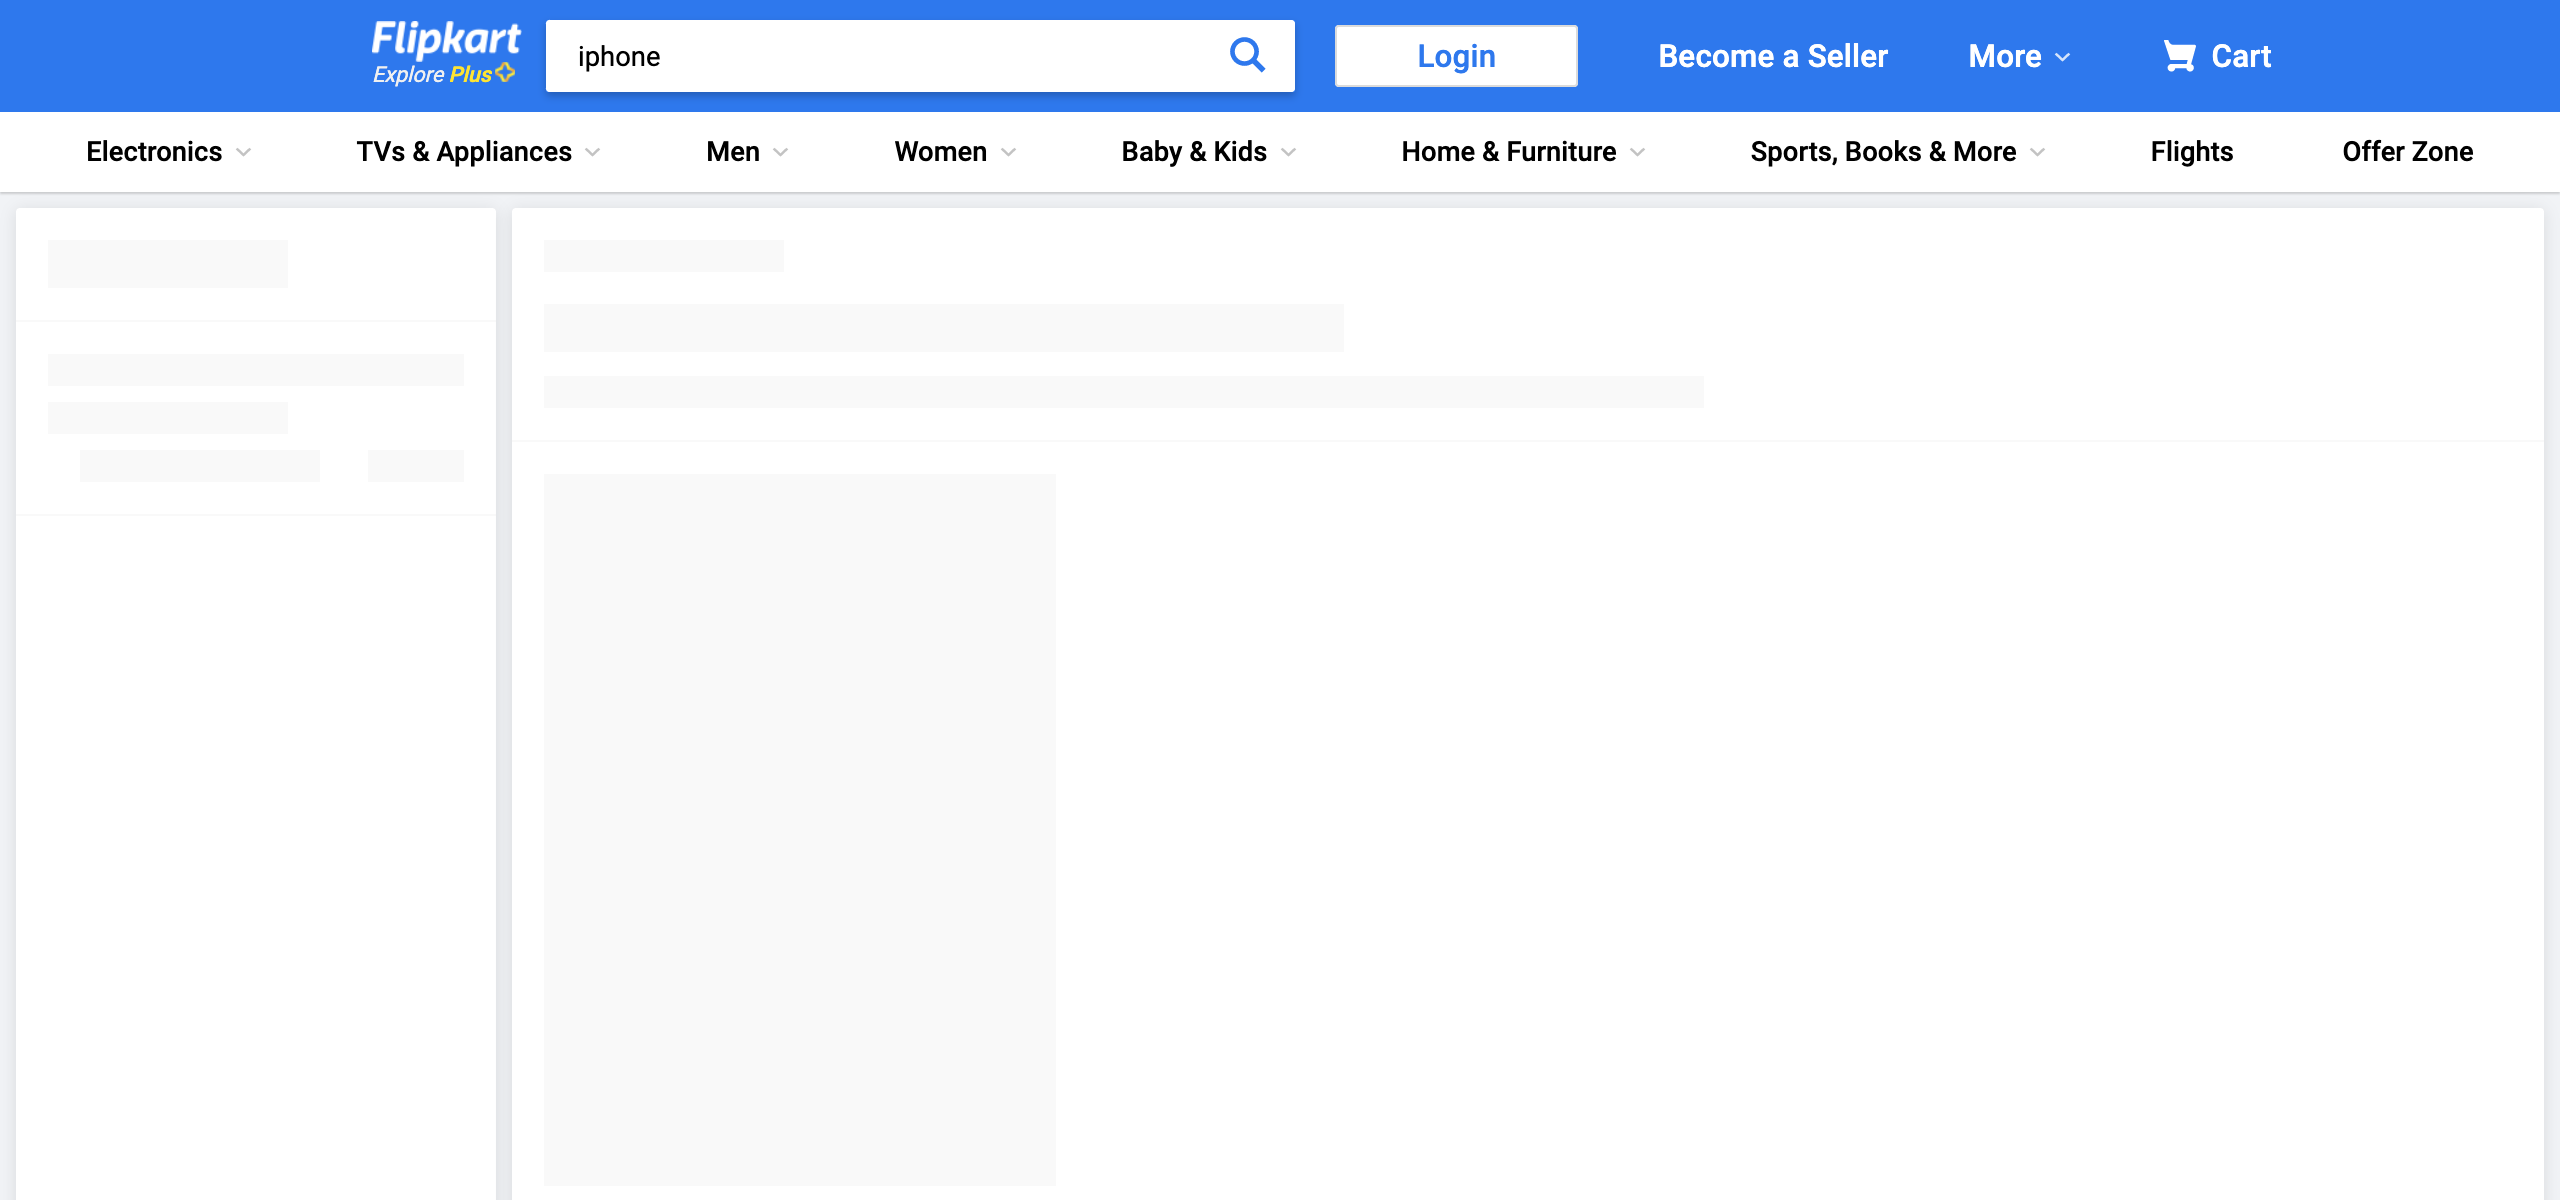 Flipkart
Explore Plus
iphone
Login
Become a Seller
More
Cart
Electronics
TVs & Appliances
Men
Women
Baby & Kids
Home & Furniture
Sports, Books & More
Flights
Offer Zone